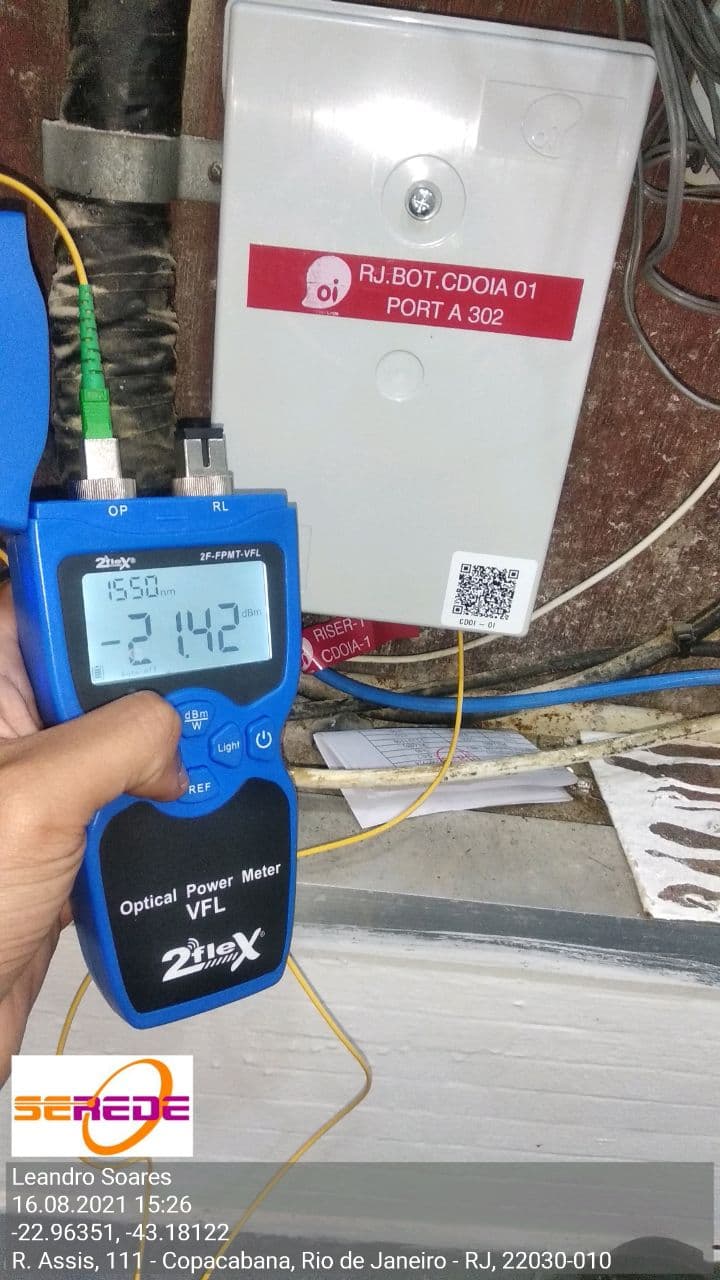 oi
RJ.BOT.CDOIA 01
PORT A 302
OP
RL
2flex®
2F-FPMT-VFL
1550nm
-21.42 dBm
CDOI - 01
RISER-1
CDOIA-1
dBm
W
Light
REF
Optical Power Meter
VFL
2flex®
SEREDE
Leandro Soares
16.08.2021 15:26
-22.96351, -43.18122
R. Assis, 111 - Copacabana, Rio de Janeiro - RJ, 22030-010